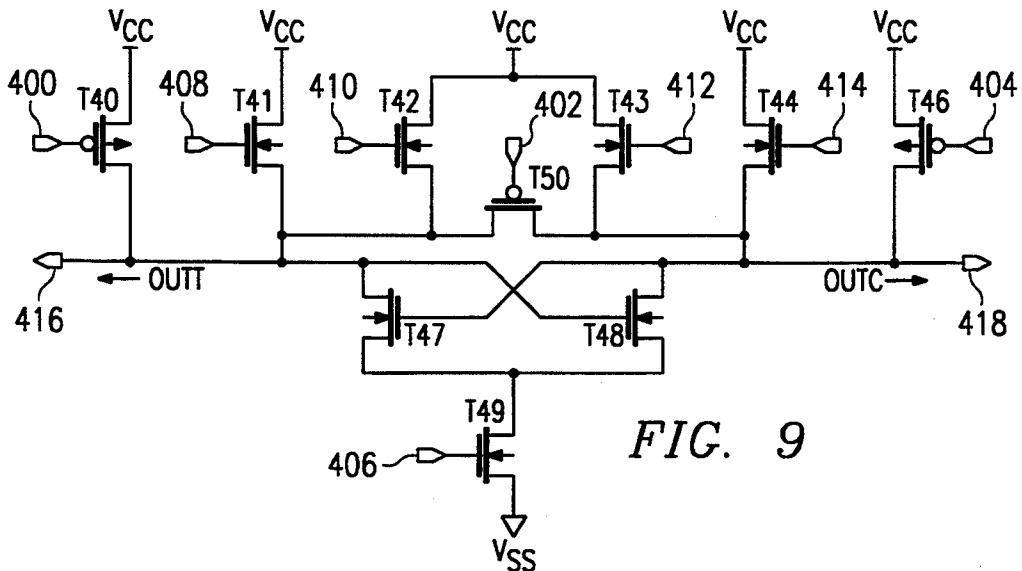 VCC VCC VCC VCC VCC
400 T40 408 T41 410 T42 402 T43 412 T44 414 T46 404
T50
416 OUTT OUTC 418
T47 T48
T49
406
FIG. 9
VSS